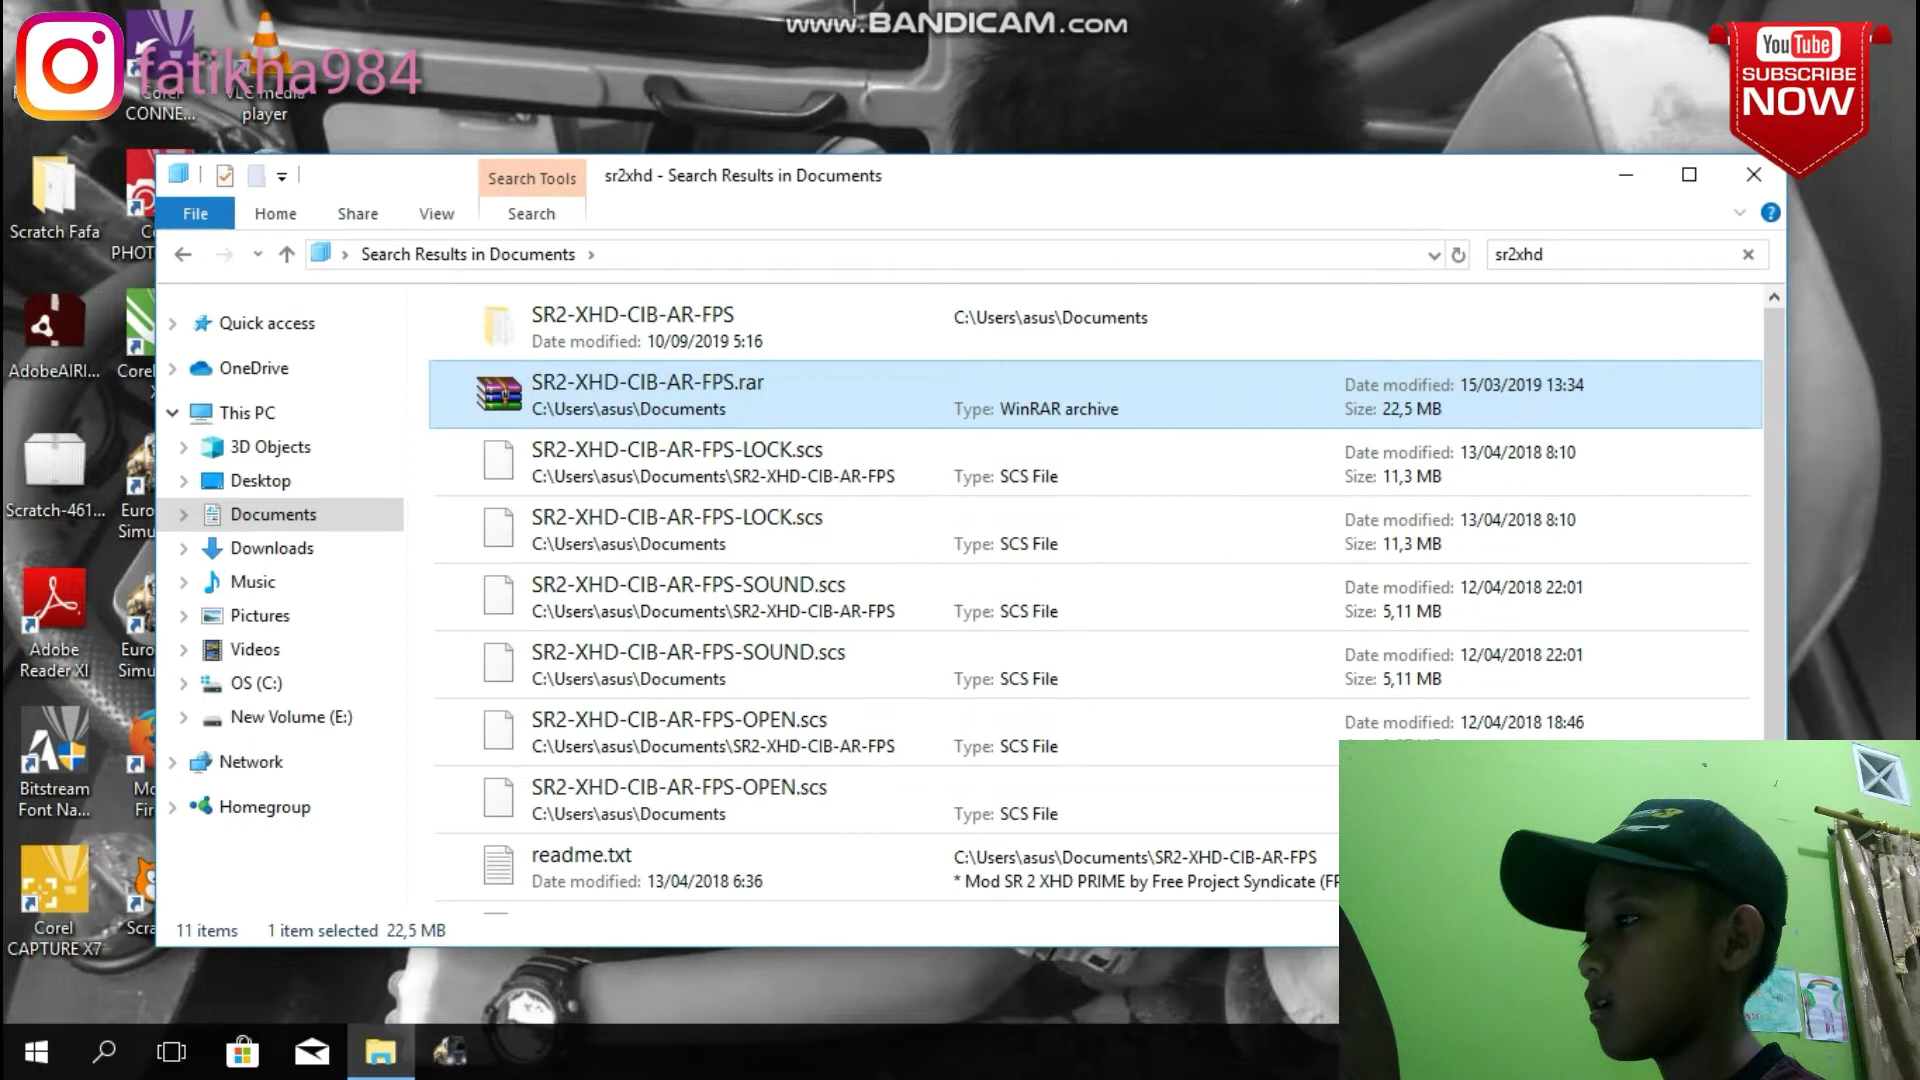 www.BANDICAM.com
fatikha984
YouTube
SUBSCRIBE
NOW
CONNE...
VLC media
player
Search Tools
sr2xhd - Search Results in Documents
File
Home
Share
View
Search
Search Results in Documents
sr2xhd
Scratch Fafa
PHOT
AdobeAIRI...
Corel
Scratch-461...
Euro
Simu
Adobe
Reader XI
Euro
Simu
Bitstream
Font Na...
Mo
Fir
Corel
CAPTURE X7
Scra
Quick access
OneDrive
This PC
3D Objects
Desktop
Documents
Downloads
Music
Pictures
Videos
OS (C:)
New Volume (E:)
Network
Homegroup
SR2-XHD-CIB-AR-FPS
C:\Users\asus\Documents
Date modified: 10/09/2019 5:16
SR2-XHD-CIB-AR-FPS.rar
Date modified: 15/03/2019 13:34
C:\Users\asus\Documents
Type: WinRAR archive
Size: 22,5 MB
SR2-XHD-CIB-AR-FPS-LOCK.scs
Date modified: 13/04/2018 8:10
C:\Users\asus\Documents\SR2-XHD-CIB-AR-FPS
Type: SCS File
Size: 11,3 MB
SR2-XHD-CIB-AR-FPS-LOCK.scs
Date modified: 13/04/2018 8:10
C:\Users\asus\Documents
Type: SCS File
Size: 11,3 MB
SR2-XHD-CIB-AR-FPS-SOUND.scs
Date modified: 12/04/2018 22:01
C:\Users\asus\Documents\SR2-XHD-CIB-AR-FPS
Type: SCS File
Size: 5,11 MB
SR2-XHD-CIB-AR-FPS-SOUND.scs
Date modified: 12/04/2018 22:01
C:\Users\asus\Documents
Type: SCS File
Size: 5,11 MB
SR2-XHD-CIB-AR-FPS-OPEN.scs
Date modified: 12/04/2018 18:46
C:\Users\asus\Documents\SR2-XHD-CIB-AR-FPS
Type: SCS File
SR2-XHD-CIB-AR-FPS-OPEN.scs
C:\Users\asus\Documents
Type: SCS File
readme.txt
C:\Users\asus\Documents\SR2-XHD-CIB-AR-FPS
Date modified: 13/04/2018 6:36
* Mod SR 2 XHD PRIME by Free Project Syndicate (FP
11 items
1 item selected 22,5 MB